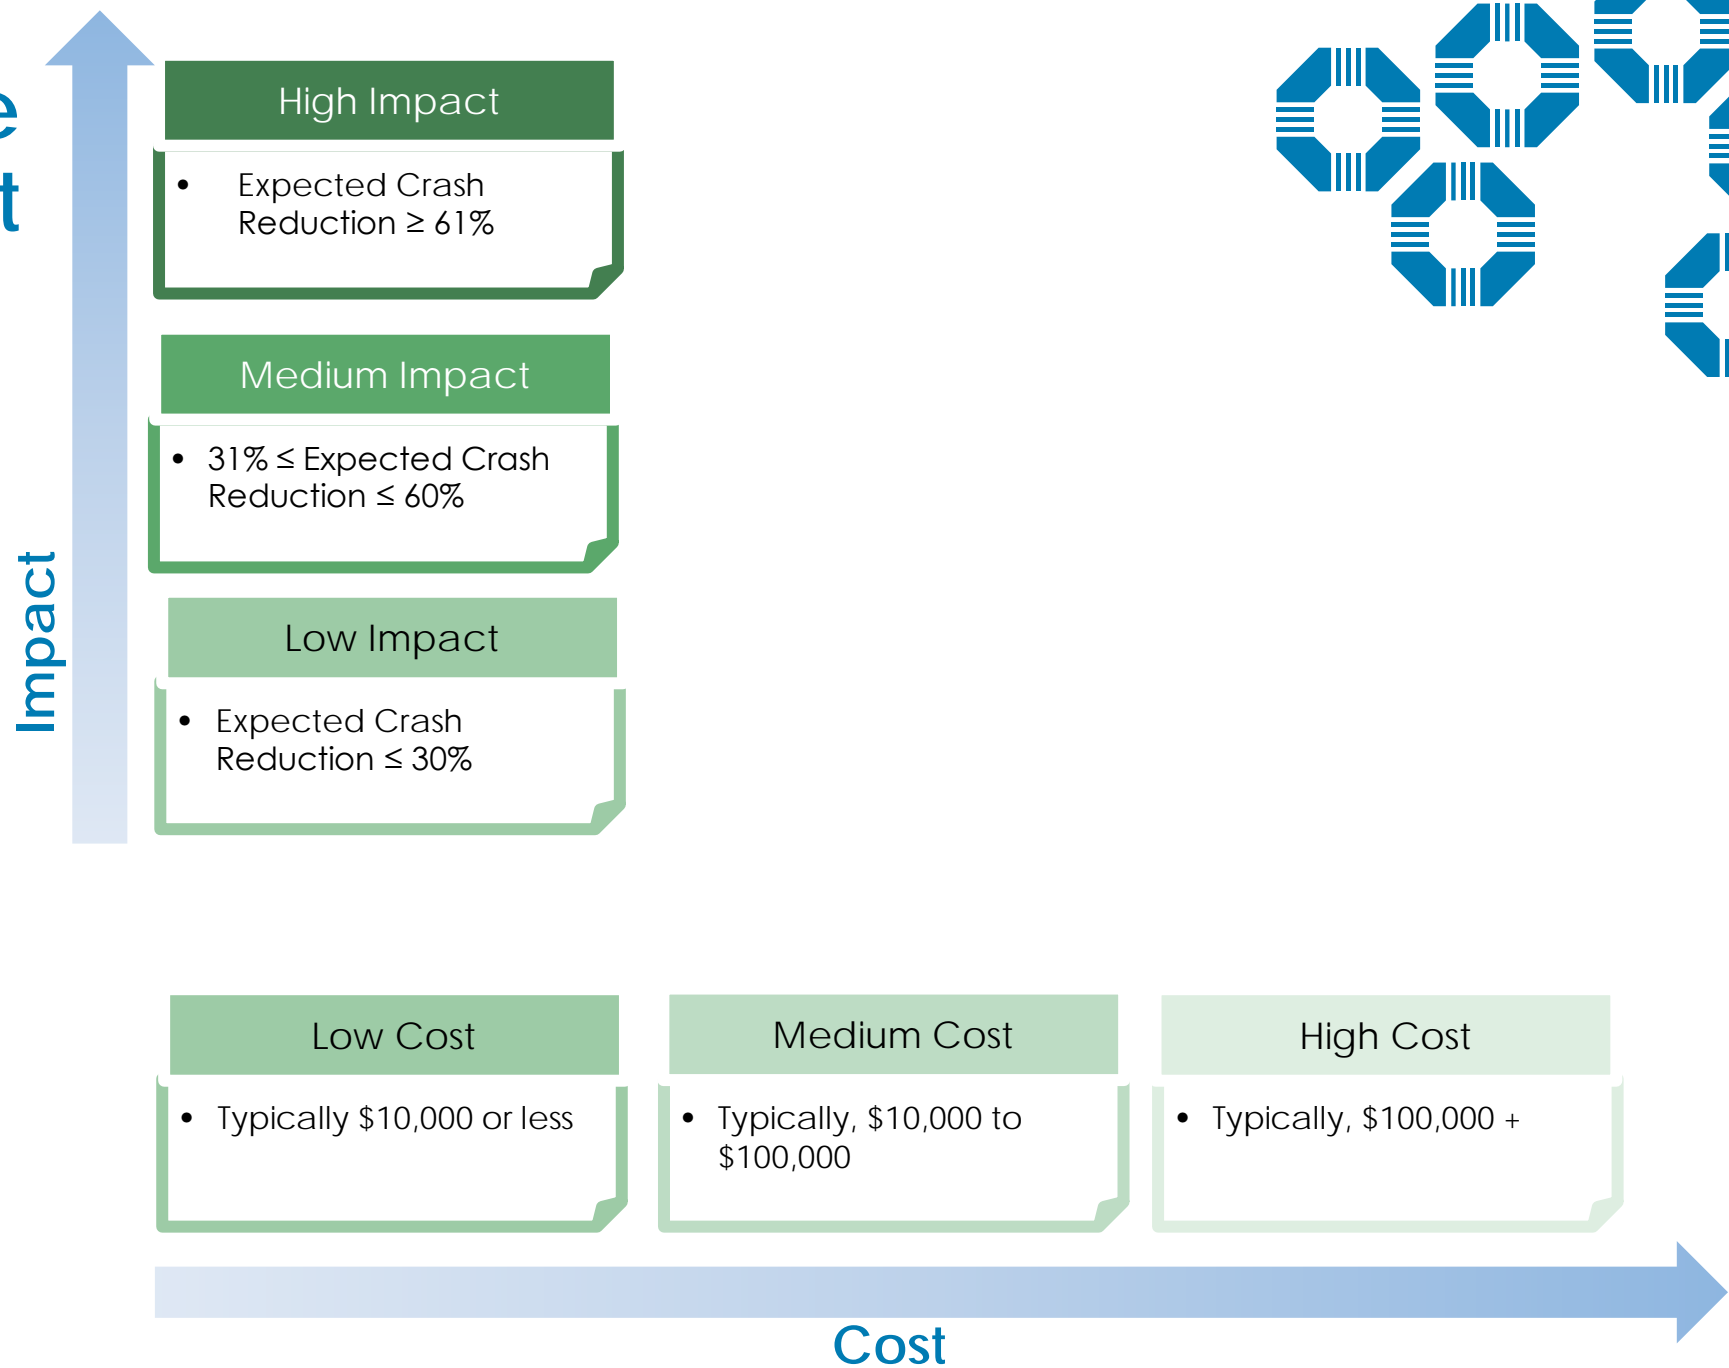 High Impact
• Expected Crash
Reduction ≥ 61%
Medium Impact
• 31% ≤ Expected Crash
Reduction ≤ 60%
Low Impact
• Expected Crash
Reduction ≤ 30%
Impact
Low Cost
• Typically $10,000 or less
Medium Cost
• Typically, $10,000 to
$100,000
High Cost
• Typically, $100,000 +
Cost